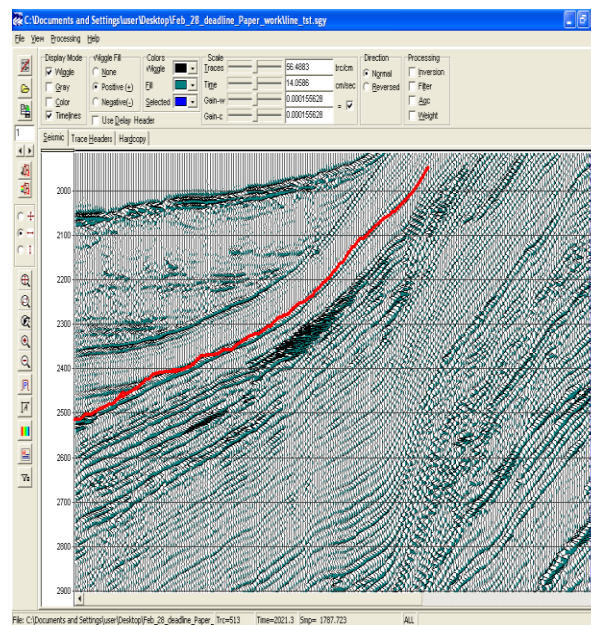 C:\Documents and Settings\user\Desktop\Feb_28_deadline_Paper_work\line_tst.sgy
File View Processing Help
Display Mode Wiggle Fill Colors Scale Direction Processing
Wiggle None Wiggle Traces 56.4883 trc/cm Normal Inversion
Gray Positive (+) Fill Time 14.0586 cm/sec Reversed Filter
Color Negative(-) Selected Gain-w 0.000155628 = Agc
Timelines Use Delay Header Gain-c 0.000155628 Weight
1
Seismic Trace Headers Hardcopy
2000
2100
2200
2300
2400
2500
2600
2700
2800
2900
File: C:\Documents and Settings\user\Desktop\Feb_28_deadline_Paper_ Trc=513 Time=2021.3 Smp= 1787.723 ALL